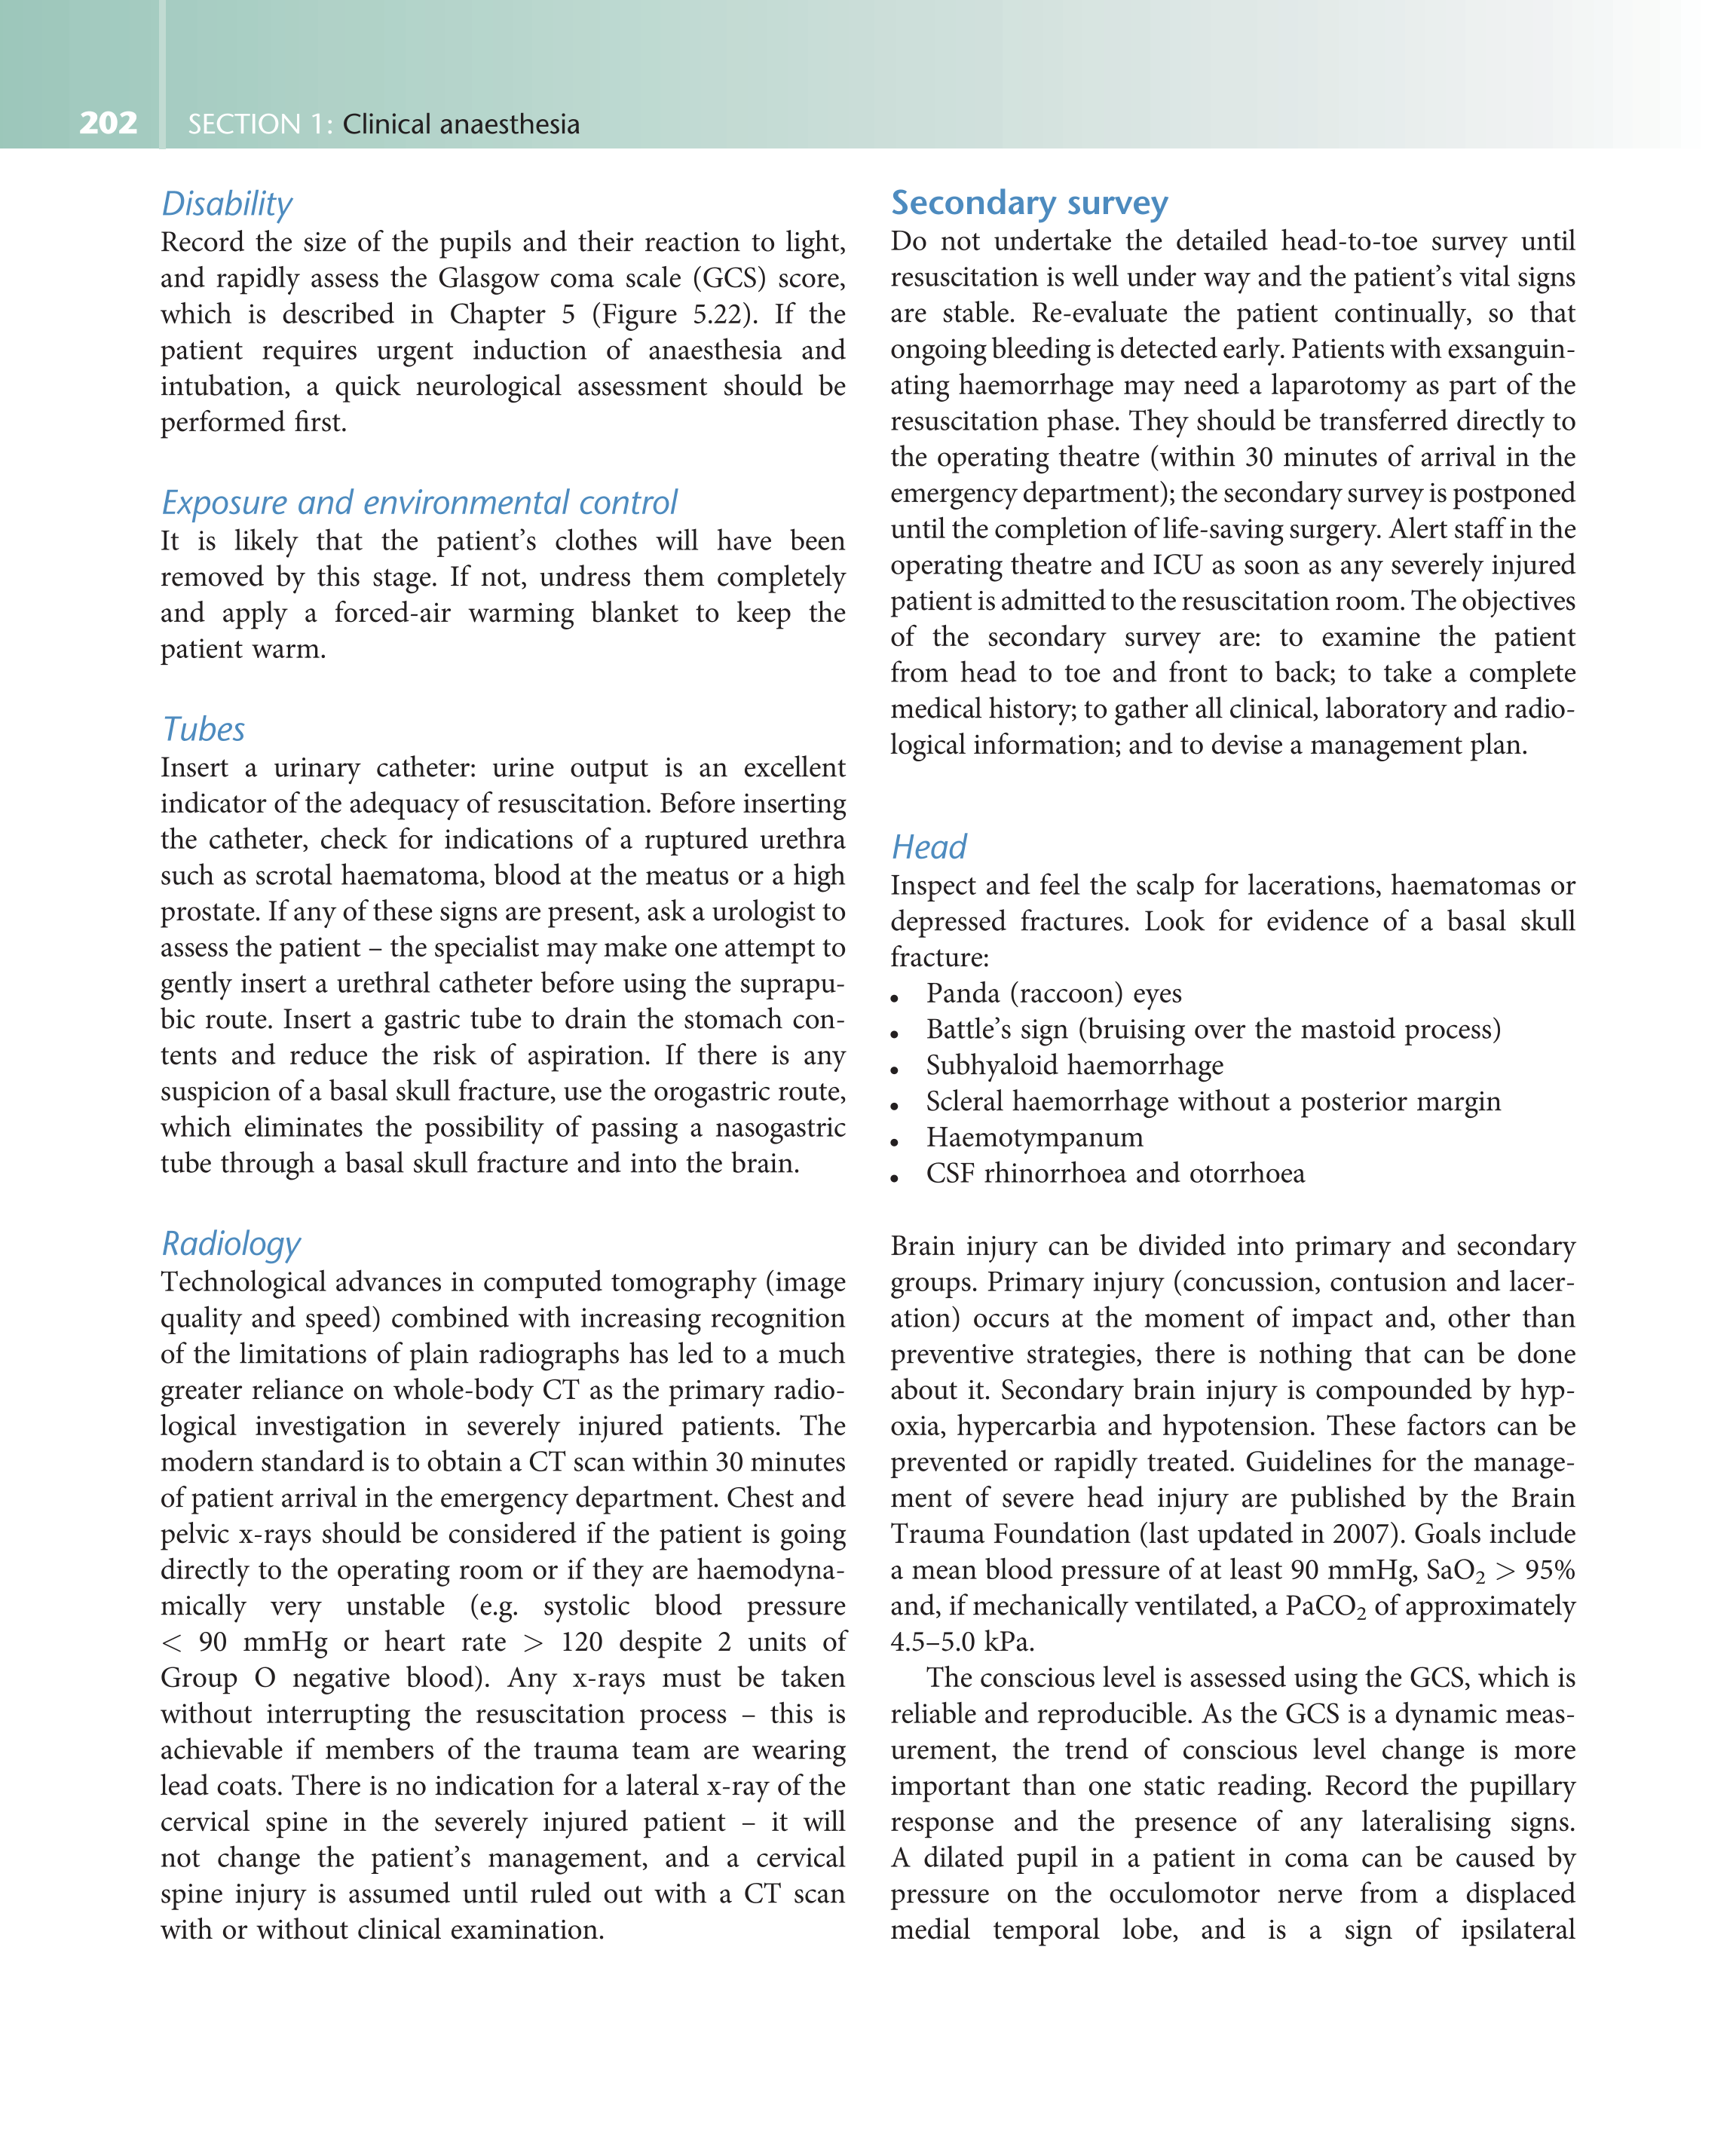 202
SECTION 1: Clinical anaesthesia
Disability
Record the size of the pupils and their reaction to light,
and rapidly assess the Glasgow coma scale (GCS) score,
which is described in Chapter 5 (Figure 5.22). If the
patient requires urgent induction of anaesthesia and
intubation, a quick neurological assessment should be
performed first.
Exposure and environmental control
It is likely that the patient's clothes will have been
removed by this stage. If not, undress them completely
and apply a forced-air warming blanket to keep the
patient warm.
Tubes
Insert a urinary catheter: urine output is an excellent
indicator of the adequacy of resuscitation. Before inserting
the catheter, check for indications of a ruptured urethra
such as scrotal haematoma, blood at the meatus or a high
prostate. If any of these signs are present, ask a urologist to
assess the patient – the specialist may make one attempt to
gently insert a urethral catheter before using the suprapu-
bic route. Insert a gastric tube to drain the stomach con-
tents and reduce the risk of aspiration. If there is any
suspicion of a basal skull fracture, use the orogastric route,
which eliminates the possibility of passing a nasogastric
tube through a basal skull fracture and into the brain.
Radiology
Technological advances in computed tomography (image
quality and speed) combined with increasing recognition
of the limitations of plain radiographs has led to a much
greater reliance on whole-body CT as the primary radio-
logical investigation in severely injured patients. The
modern standard is to obtain a CT scan within 30 minutes
of patient arrival in the emergency department. Chest and
pelvic x-rays should be considered if the patient is going
directly to the operating room or if they are haemodyna-
mically very unstable (e.g. systolic blood pressure
< 90 mmHg or heart rate > 120 despite 2 units of
Group O negative blood). Any x-rays must be taken
without interrupting the resuscitation process – this is
achievable if members of the trauma team are wearing
lead coats. There is no indication for a lateral x-ray of the
cervical spine in the severely injured patient – it will
not change the patient's management, and a cervical
spine injury is assumed until ruled out with a CT scan
with or without clinical examination.
Secondary survey
Do not undertake the detailed head-to-toe survey until
resuscitation is well under way and the patient's vital signs
are stable. Re-evaluate the patient continually, so that
ongoing bleeding is detected early. Patients with exsanguin-
ating haemorrhage may need a laparotomy as part of the
resuscitation phase. They should be transferred directly to
the operating theatre (within 30 minutes of arrival in the
emergency department); the secondary survey is postponed
until the completion of life-saving surgery. Alert staff in the
operating theatre and ICU as soon as any severely injured
patient is admitted to the resuscitation room. The objectives
of the secondary survey are: to examine the patient
from head to toe and front to back; to take a complete
medical history; to gather all clinical, laboratory and radio-
logical information; and to devise a management plan.
Head
Inspect and feel the scalp for lacerations, haematomas or
depressed fractures. Look for evidence of a basal skull
fracture:
• Panda (raccoon) eyes
• Battle's sign (bruising over the mastoid process)
• Subhyaloid haemorrhage
• Scleral haemorrhage without a posterior margin
• Haemotympanum
• CSF rhinorrhoea and otorrhoea
Brain injury can be divided into primary and secondary
groups. Primary injury (concussion, contusion and lacer-
ation) occurs at the moment of impact and, other than
preventive strategies, there is nothing that can be done
about it. Secondary brain injury is compounded by hyp-
oxia, hypercarbia and hypotension. These factors can be
prevented or rapidly treated. Guidelines for the manage-
ment of severe head injury are published by the Brain
Trauma Foundation (last updated in 2007). Goals include
a mean blood pressure of at least 90 mmHg, SaO₂ > 95%
and, if mechanically ventilated, a PaCO₂ of approximately
4.5–5.0 kPa.
The conscious level is assessed using the GCS, which is
reliable and reproducible. As the GCS is a dynamic meas-
urement, the trend of conscious level change is more
important than one static reading. Record the pupillary
response and the presence of any lateralising signs.
A dilated pupil in a patient in coma can be caused by
pressure on the occulomotor nerve from a displaced
medial temporal lobe, and is a sign of ipsilateral